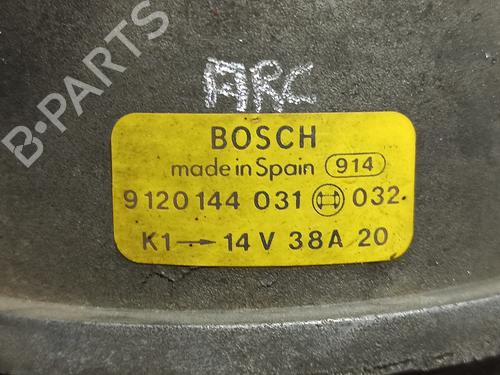 B-PARTS
ARC
BOSCH
made in Spain 914
9 120 144 031 032
K1→ 14 V 38A 20